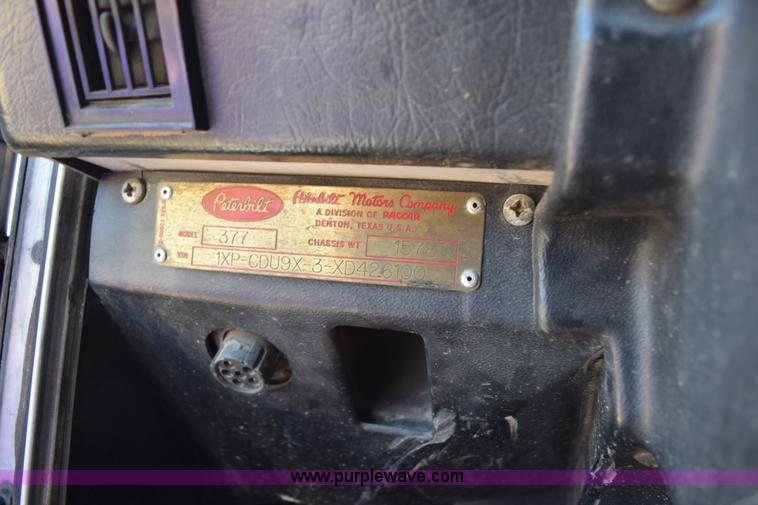 Peterbilt
Peterbilt Motors Company
A DIVISION OF PACCAR
DENTON, TEXAS U.S.A.
MODEL 377
CHASSIS WT
VIN 1XP-CDU9X-3-XD426100
www.purplewave.com